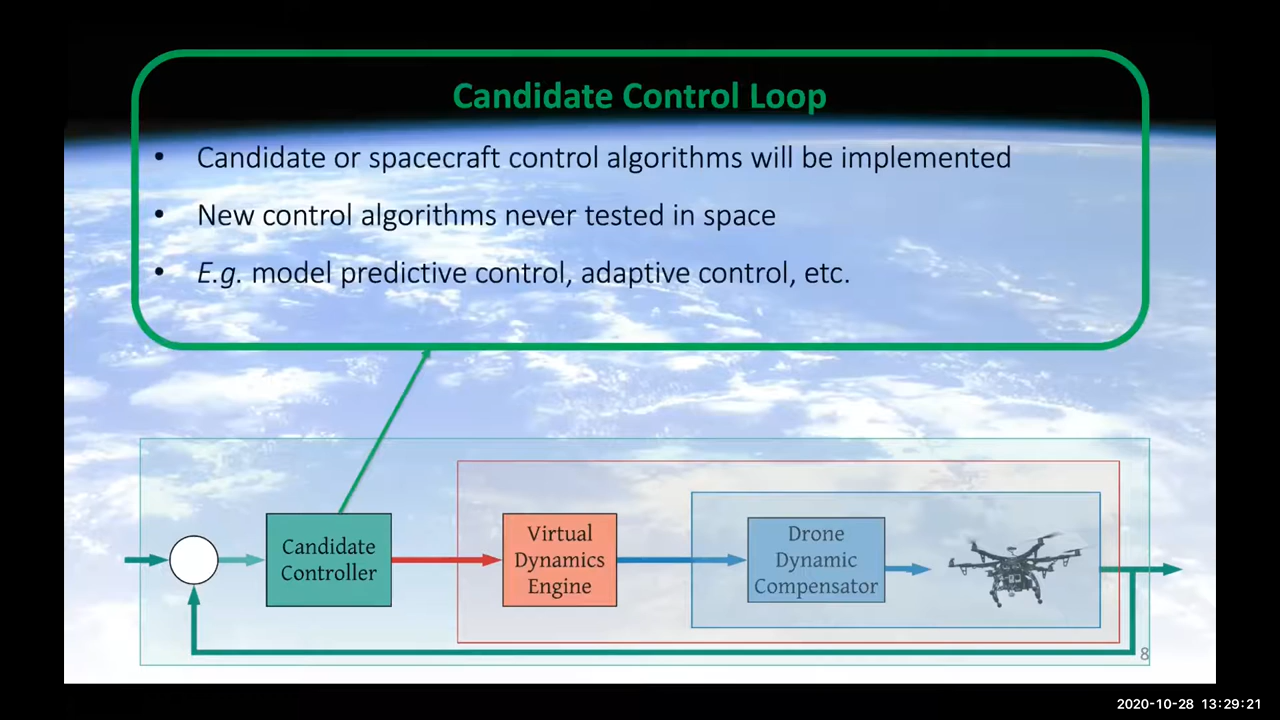 Candidate Control Loop
• Candidate or spacecraft control algorithms will be implemented
• New control algorithms never tested in space
• E.g. model predictive control, adaptive control, etc.
Candidate
Controller
Virtual
Dynamics
Engine
Drone
Dynamic
Compensator
8
2020-10-28 13:29:21